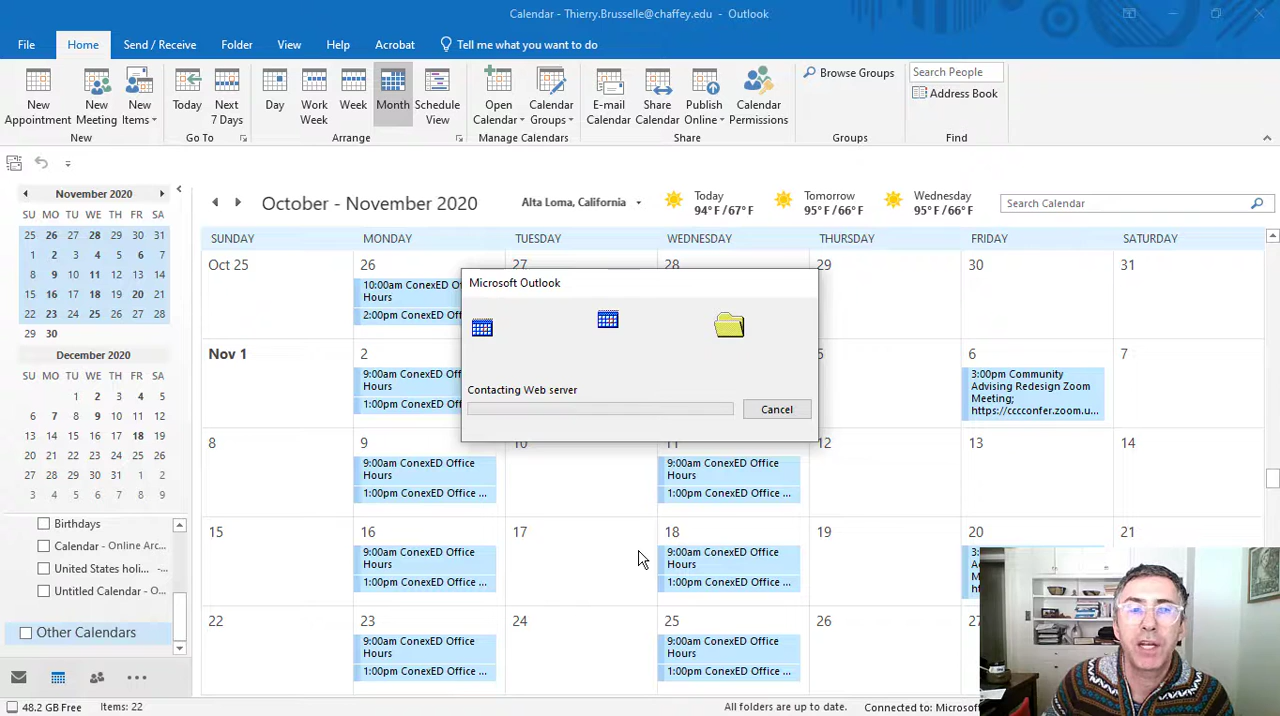 Calendar - Thierry.Brusselle@chaffey.edu - Outlook
File Home Send / Receive Folder View Help Acrobat Tell me what you want to do
New Appointment
New Meeting
New Items
Today
Next 7 Days
Day
Work Week
Week
Month
Schedule View
Open Calendar
Calendar Groups
E-mail Calendar
Share Calendar
Publish Online
Calendar Permissions
Browse Groups
Search People
Address Book
New Go To Arrange Manage Calendars Share Groups Find
November 2020
SU MO TU WE TH FR SA
25 26 27 28 29 30 31
1 2 3 4 5 6 7
8 9 10 11 12 13 14
15 16 17 18 19 20 21
22 23 24 25 26 27 28
29 30
December 2020
SU MO TU WE TH FR SA
1 2 3 4 5
6 7 8 9 10 11 12
13 14 15 16 17 18 19
20 21 22 23 24 25 26
27 28 29 30 31 1 2
3 4 5 6 7 8 9
Birthdays
Calendar - Online Arc...
United States holi... -...
Untitled Calendar - O...
Other Calendars
October - November 2020
Alta Loma, California
Today
94°F/67°F
Tomorrow
95°F/66°F
Wednesday
95°F/66°F
Search Calendar
SUNDAY MONDAY TUESDAY WEDNESDAY THURSDAY FRIDAY SATURDAY
Oct 25 26 27 28 29 30 31
10:00am ConexED
Hours
2:00pm ConexED Off
Nov 1 2 5 6 7
9:00am ConexED Of
Hours
1:00pm ConexED Off
3:00pm Community
Advising Redesign Zoom
Meeting;
https://cccconfer.zoom.u...
Microsoft Outlook
Contacting Web server
Cancel
8 9 10 11 12 13 14
9:00am ConexED Office
Hours
1:00pm ConexED Office ...
9:00am ConexED Office
Hours
1:00pm ConexED Office ...
15 16 17 18 19 20 21
9:00am ConexED Office
Hours
1:00pm ConexED Office ...
9:00am ConexED Office
Hours
1:00pm ConexED Office ...
22 23 24 25 26
9:00am ConexED Office
Hours
1:00pm ConexED Office ...
9:00am ConexED Office
Hours
1:00pm ConexED Office ...
48.2 GB Free Items: 22 All folders are up to date. Connected to: Microsof